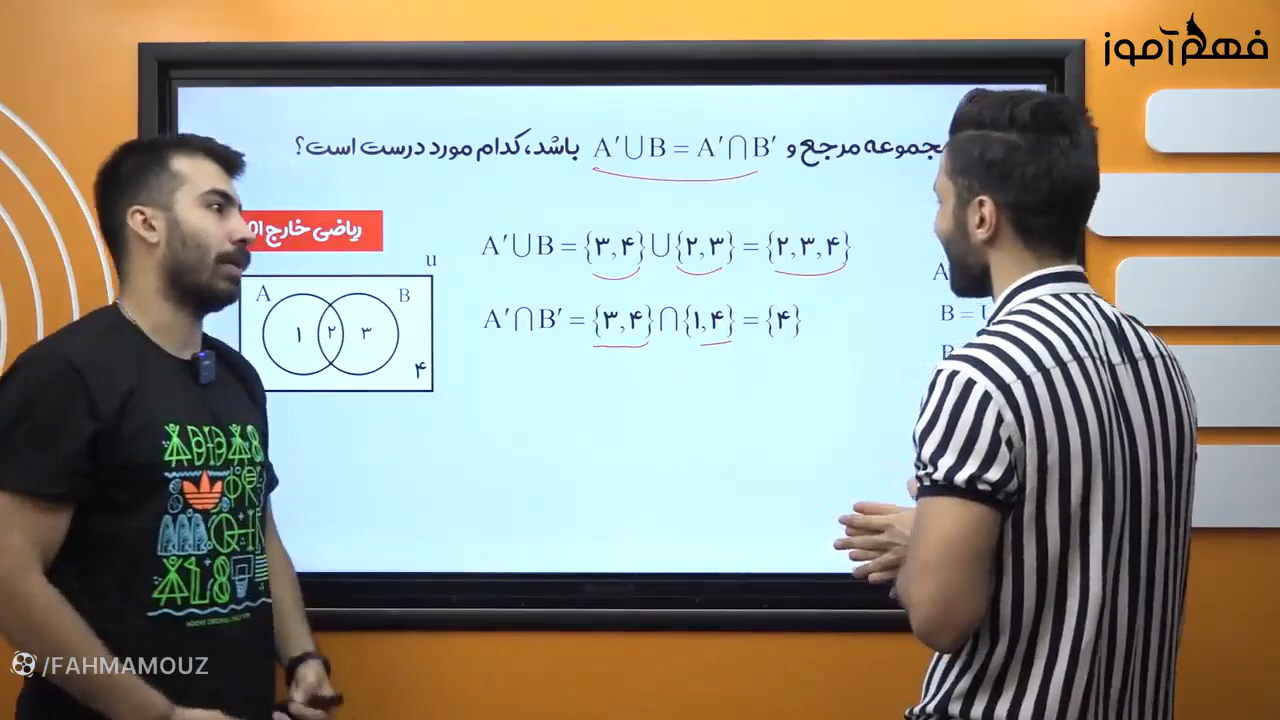 فهم آموز
مجموعه مرجع و A′⋃B = A′⋂B′ باشد، کدام مورد درست است؟
ریاضی خارج
A′⋃B = {۳,۴}⋃{۲,۳} = {۲,۳,۴}
A′⋂B′ = {۳,۴}⋂{۱,۴} = {۴}
u
A B
۱ ۲ ۳
۴
A
B =
B
/FAHMAMOUZ